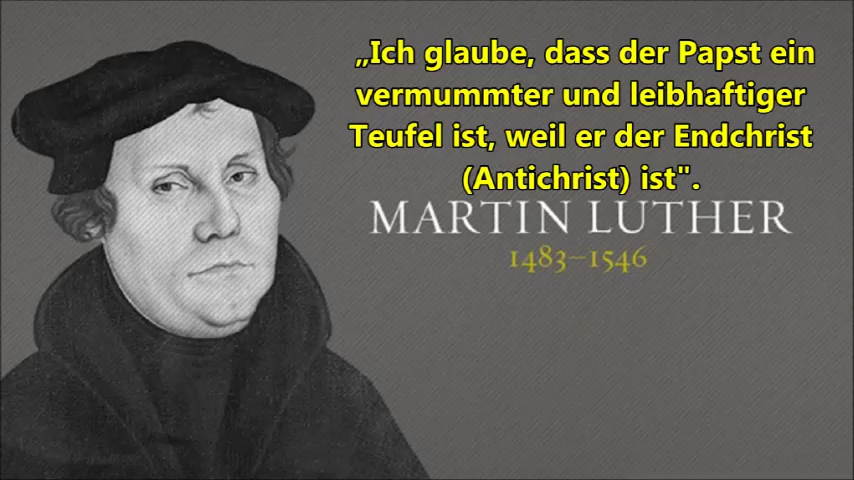 „Ich glaube, dass der Papst ein
vermummter und leibhaftiger
Teufel ist, weil er der Endchrist
(Antichrist) ist".
MARTIN LUTHER
1483–1546